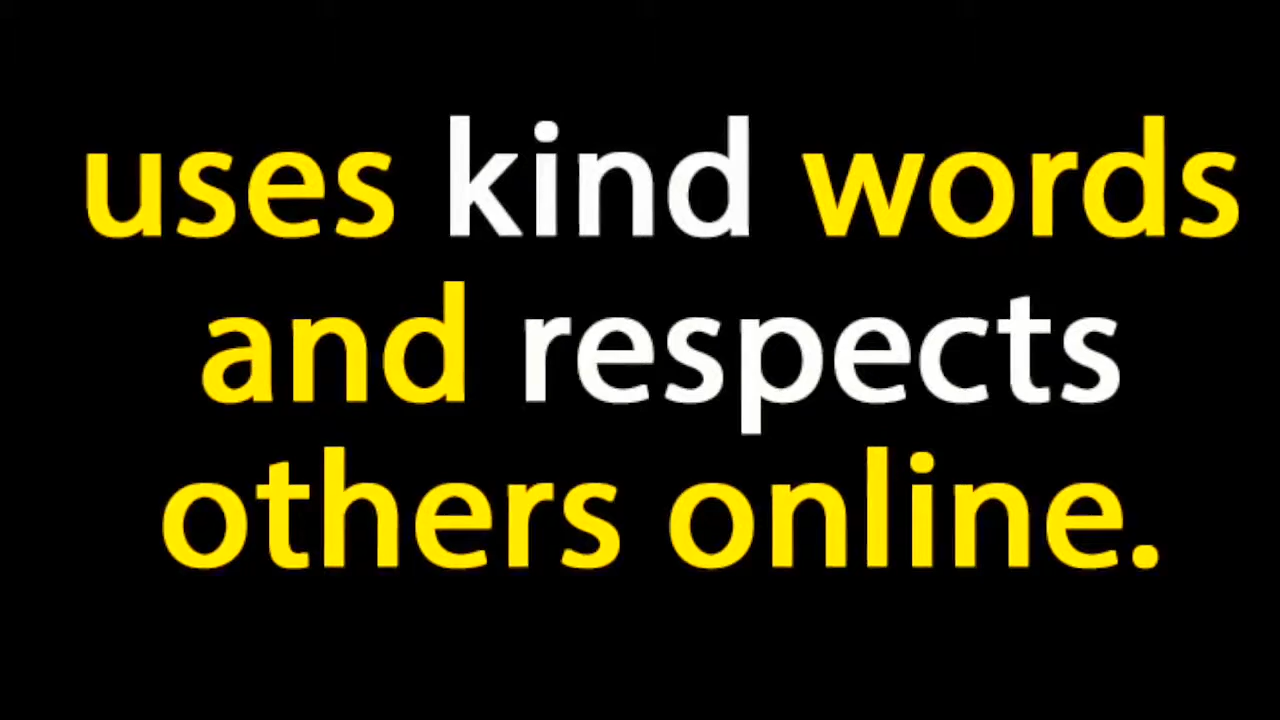 uses kind words
and respects
others online.